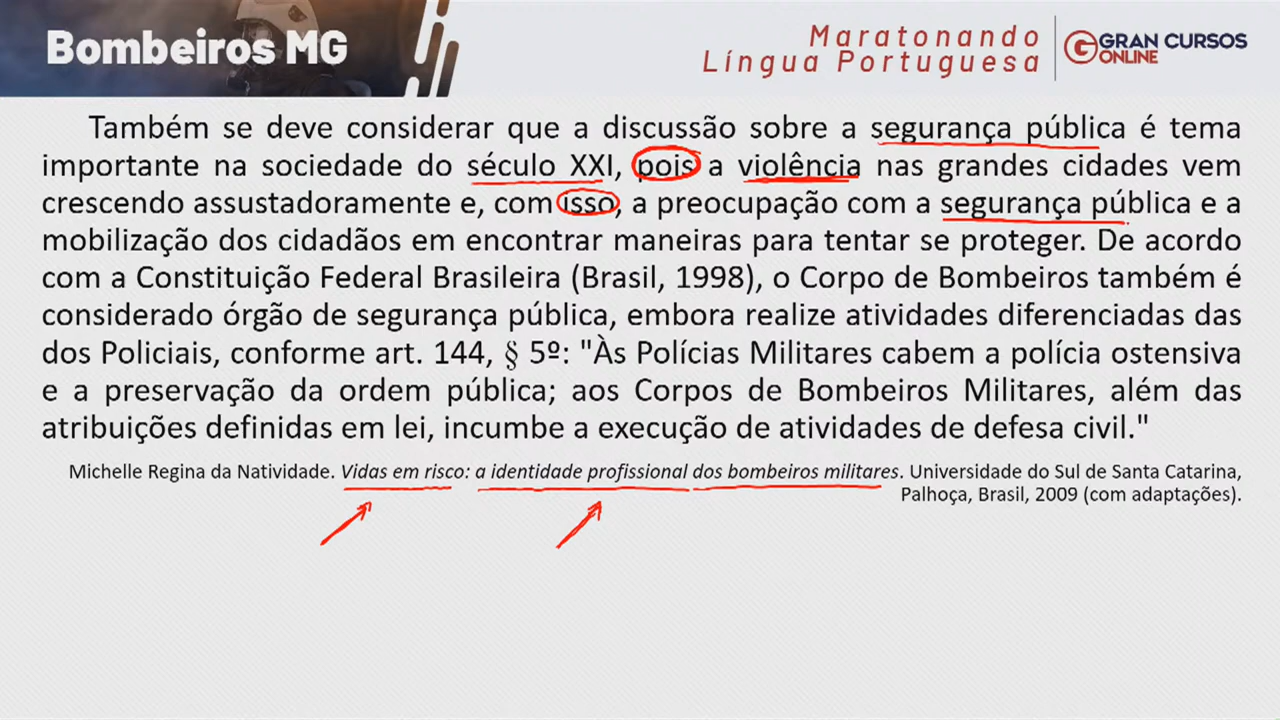 Bombeiros MG
Maratonando
Língua Portuguesa
GRAN CURSOS
ONLINE
Também se deve considerar que a discussão sobre a segurança pública é tema
importante na sociedade do século XXI, pois a violência nas grandes cidades vem
crescendo assustadoramente e, com isso, a preocupação com a segurança pública e a
mobilização dos cidadãos em encontrar maneiras para tentar se proteger. De acordo
com a Constituição Federal Brasileira (Brasil, 1998), o Corpo de Bombeiros também é
considerado órgão de segurança pública, embora realize atividades diferenciadas das
dos Policiais, conforme art. 144, § 5º: "Às Polícias Militares cabem a polícia ostensiva
e a preservação da ordem pública; aos Corpos de Bombeiros Militares, além das
atribuições definidas em lei, incumbe a execução de atividades de defesa civil."
Michelle Regina da Natividade. Vidas em risco: a identidade profissional dos bombeiros militares. Universidade do Sul de Santa Catarina,
Palhoça, Brasil, 2009 (com adaptações).